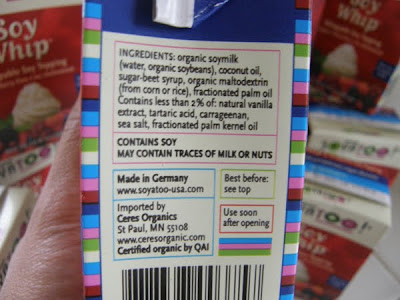 Soy
Whip
INGREDIENTS: organic soymilk
(water, organic soybeans), coconut oil,
sugar-beet syrup, organic maltodextrin
(from corn or rice), fractionated palm oil
Contains less than 2% of: natural vanilla
extract, tartaric acid, carrageenan,
sea salt, fractionated palm kernel oil
CONTAINS SOY
MAY CONTAIN TRACES OF MILK OR NUTS
Made in Germany
www.soyatoo-usa.com
Best before:
see top
Imported by
Ceres Organics
St Paul, MN 55108
www.ceresorganic.com
Certified organic by QAI
Use soon
after opening
Soy
Whip
Soy
Whip